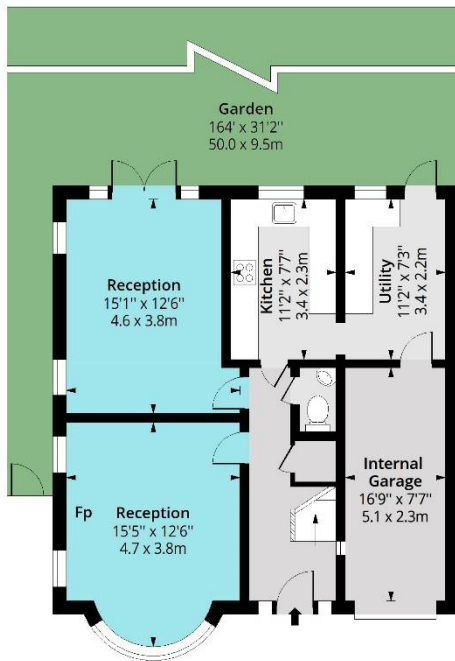 Garden
164' x 31'2"
50.0 x 9.5m
Reception
15'1" x 12'6"
4.6 x 3.8m
Kitchen
11'2" x 7'7"
3.4 x 2.3m
Utility
11'2" x 7'3"
3.4 x 2.2m
Fp
Reception
15'5" x 12'6"
4.7 x 3.8m
Internal
Garage
16'9" x 7'7"
5.1 x 2.3m